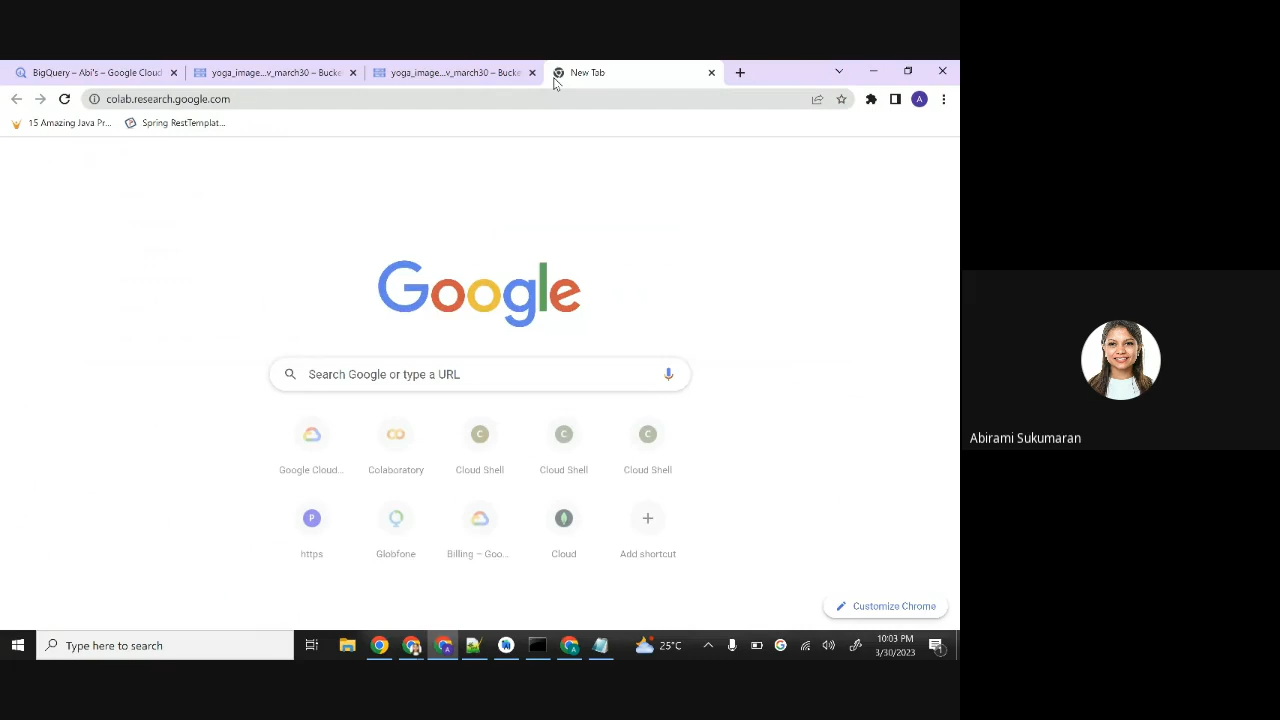 BigQuery – Abi's – Google Cloud
yoga_image...v_march30 – Bucke
yoga_image...v_march30 – Bucke
New Tab
colab.research.google.com
15 Amazing Java Pr...
Spring RestTemplat...
Google
Search Google or type a URL
Google Cloud...
Colaboratory
C
Cloud Shell
C
Cloud Shell
C
Cloud Shell
P
https
Globfone
Billing – Goo...
Cloud
Add shortcut
Customize Chrome
Type here to search
25°C
10:03 PM
3/30/2023
Abirami Sukumaran